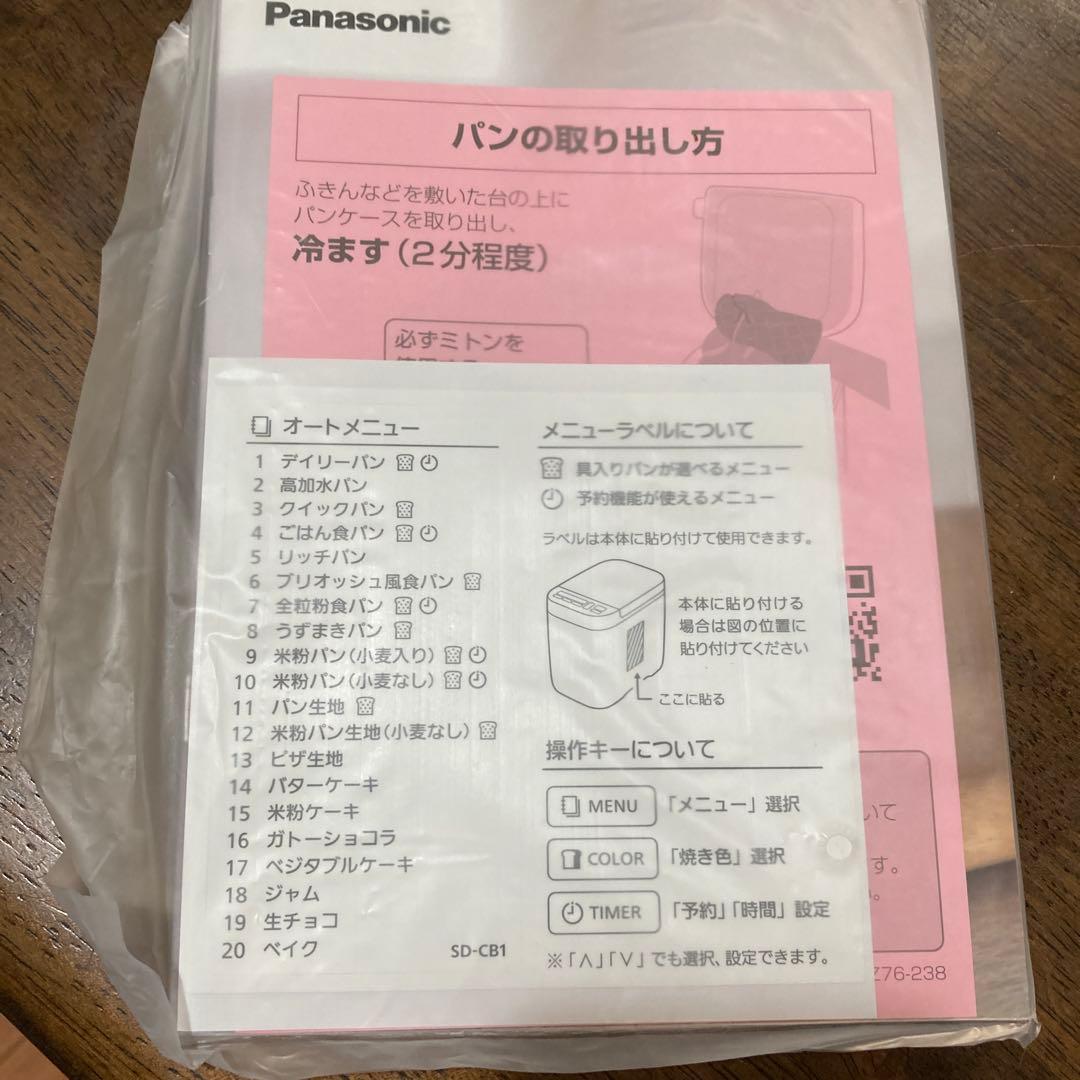 Panasonic
パンの取り出し方
ふきんなどを敷いた台の上に
パンケースを取り出し、
冷ます(2分程度)
必ずミトンを
オートメニュー
1 デイリーパン
2 高加水パン
3 クイックパン
4 ごはん食パン
5 リッチパン
6 ブリオッシュ風食パン
7 全粒粉食パン
8 うずまきパン
9 米粉パン(小麦入り)
10 米粉パン(小麦なし)
11 パン生地
12 米粉パン生地(小麦なし)
13 ピザ生地
14 バターケーキ
15 米粉ケーキ
16 ガトーショコラ
17 ベジタブルケーキ
18 ジャム
19 生チョコ
20 ベイク
SD-CB1
メニューラベルについて
具入りパンが選べるメニュー
予約機能が使えるメニュー
ラベルは本体に貼り付けて使用できます。
本体に貼り付ける
場合は図の位置に
貼り付けてください
ここに貼る
操作キーについて
MENU 「メニュー」選択
COLOR 「焼き色」選択
TIMER 「予約」「時間」設定
※「∧」「∨」でも選択、設定できます。
いて
す。
Z76-238